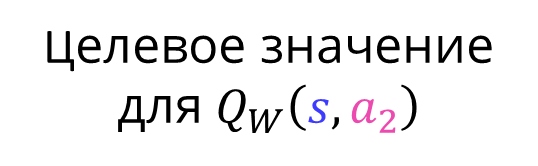 Целевое значение
для Q_W(s, a_2)